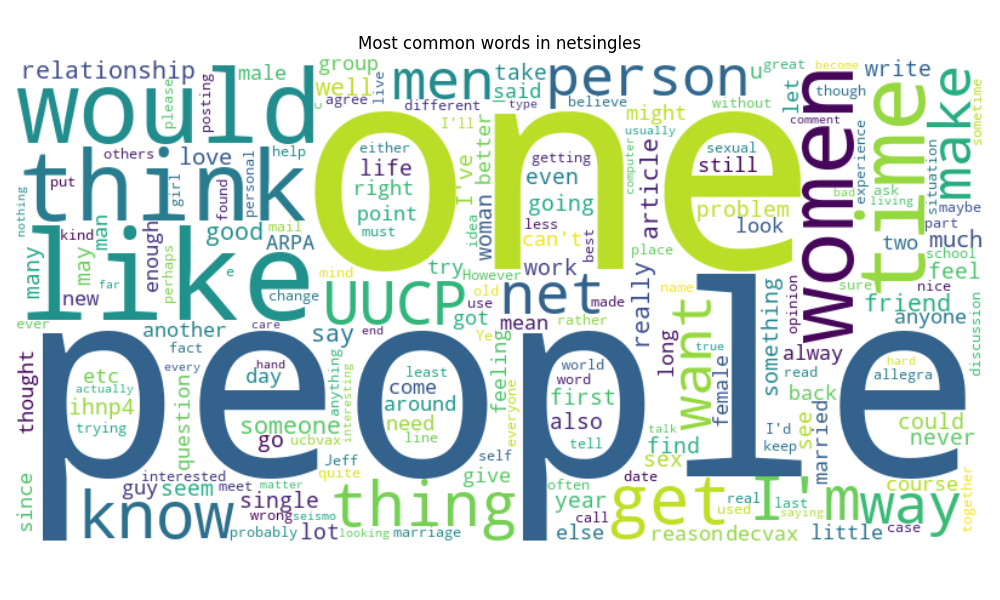 Most common words in netsingles
relationship
male
group
well
men
take
said
person
u
great
become
let
though
write
make
sometime
would
please
posting
c
live
agree
different
type
believe
without
might
comment
I'll
one
women
time
think
others
love
help
girl
found
personal
put
either
life
right
point
must
I've
better
woman
idea
getting
even
going
less
can't
best
article
usually
computer
sexual
still
problem
look
experience
bad
ask
living
situation
maybe
part
nothing
many
kind
may
man
far
enough
perhaps
good
mail
ARPA
e
two
much
school
feel
like
new
change
mind
try
However
work
place
really
name
sure
nice
friend
anyone
opinion
something
discussion
UUCP
got
old
use
net
made
mean
rather
Yet
want
long
ever
another
fact
care
say
end
alway
read
back
people
thought
etc
actually
ihnp4
trying
question
every
hand
day
someone
go
ucbvax
anything
interesting
least
come
around
need
line
feeling
everyone
world
word
first
also
tell
true
female
talk
find
sex
I'd
keep
see
married
hard
allegra
could
never
since
know
interested
guy
seem
meet
matter
single
wrong
seismo
probably
lot
looking
marriage
Jeff
quite
self
give
thing
often
year
call
else
date
get
real
used
reason
decvax
I'm
last
saying
way
course
little
case
together